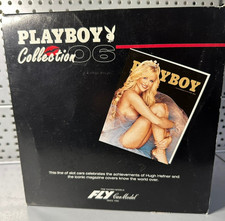 PLAYBOY
Collection 06
PLAYBOY
This line of slot cars celebrates the achievements of Hugh Hefner and
the iconic magazine covers know the world over.
FLY Car Model